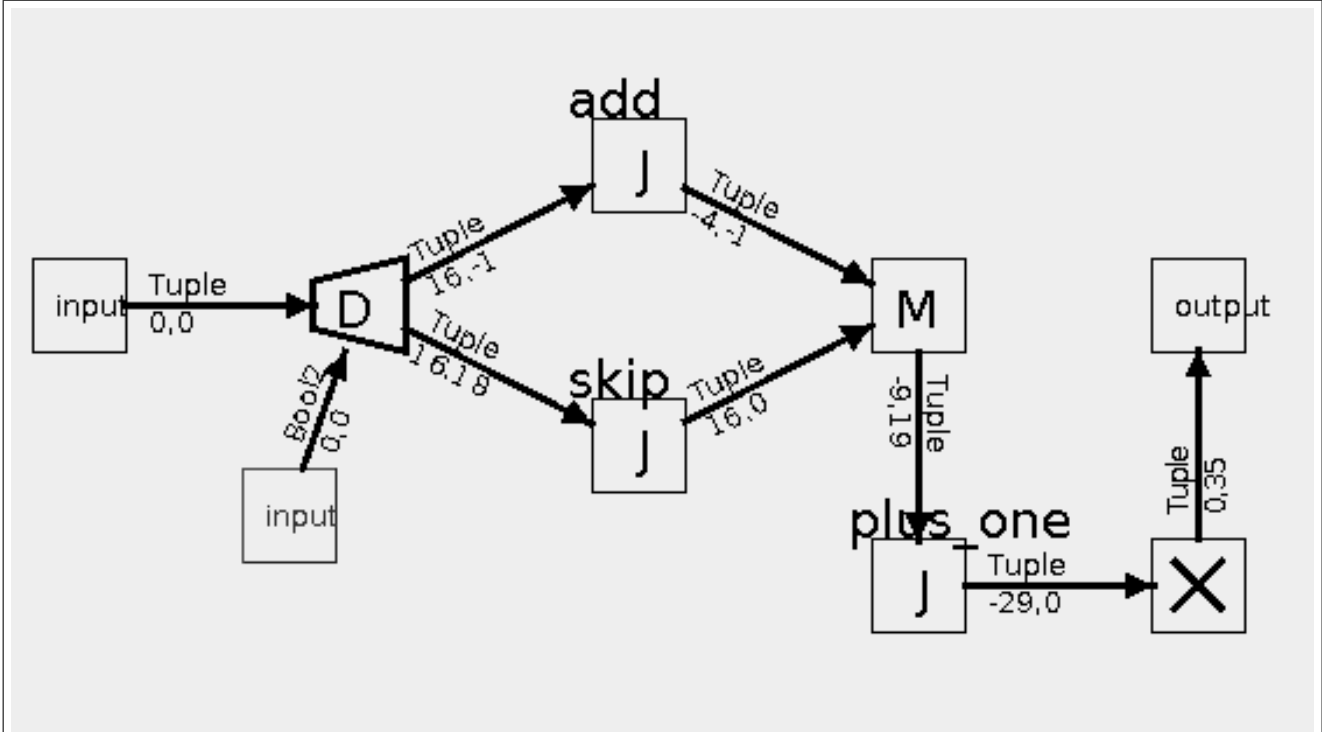 add
J
Tuple
-4,-1
Tuple
16,-1
input
Tuple
0,0
D
Tuple
16,18
Bool2
0,0
input
skip
J
Tuple
16,0
M
Tuple
-9,19
plus_one
J
Tuple
-29,0
X
Tuple
0,35
output